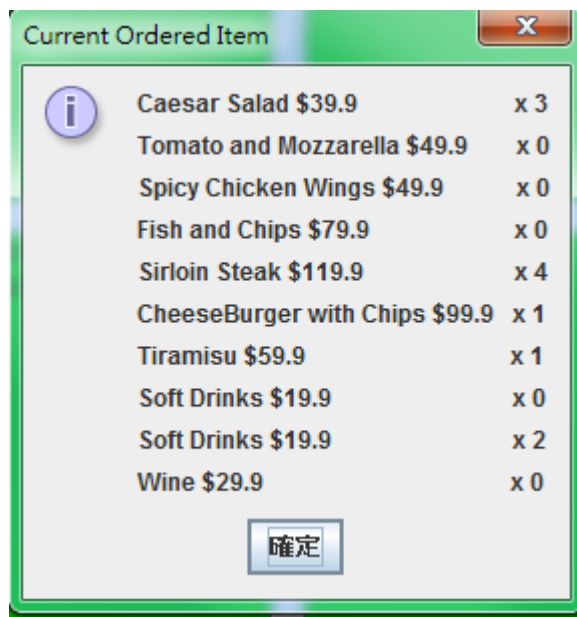 Current Ordered Item
x
i
Caesar Salad $39.9 x 3
Tomato and Mozzarella $49.9 x 0
Spicy Chicken Wings $49.9 x 0
Fish and Chips $79.9 x 0
Sirloin Steak $119.9 x 4
CheeseBurger with Chips $99.9 x 1
Tiramisu $59.9 x 1
Soft Drinks $19.9 x 0
Soft Drinks $19.9 x 2
Wine $29.9 x 0
確定